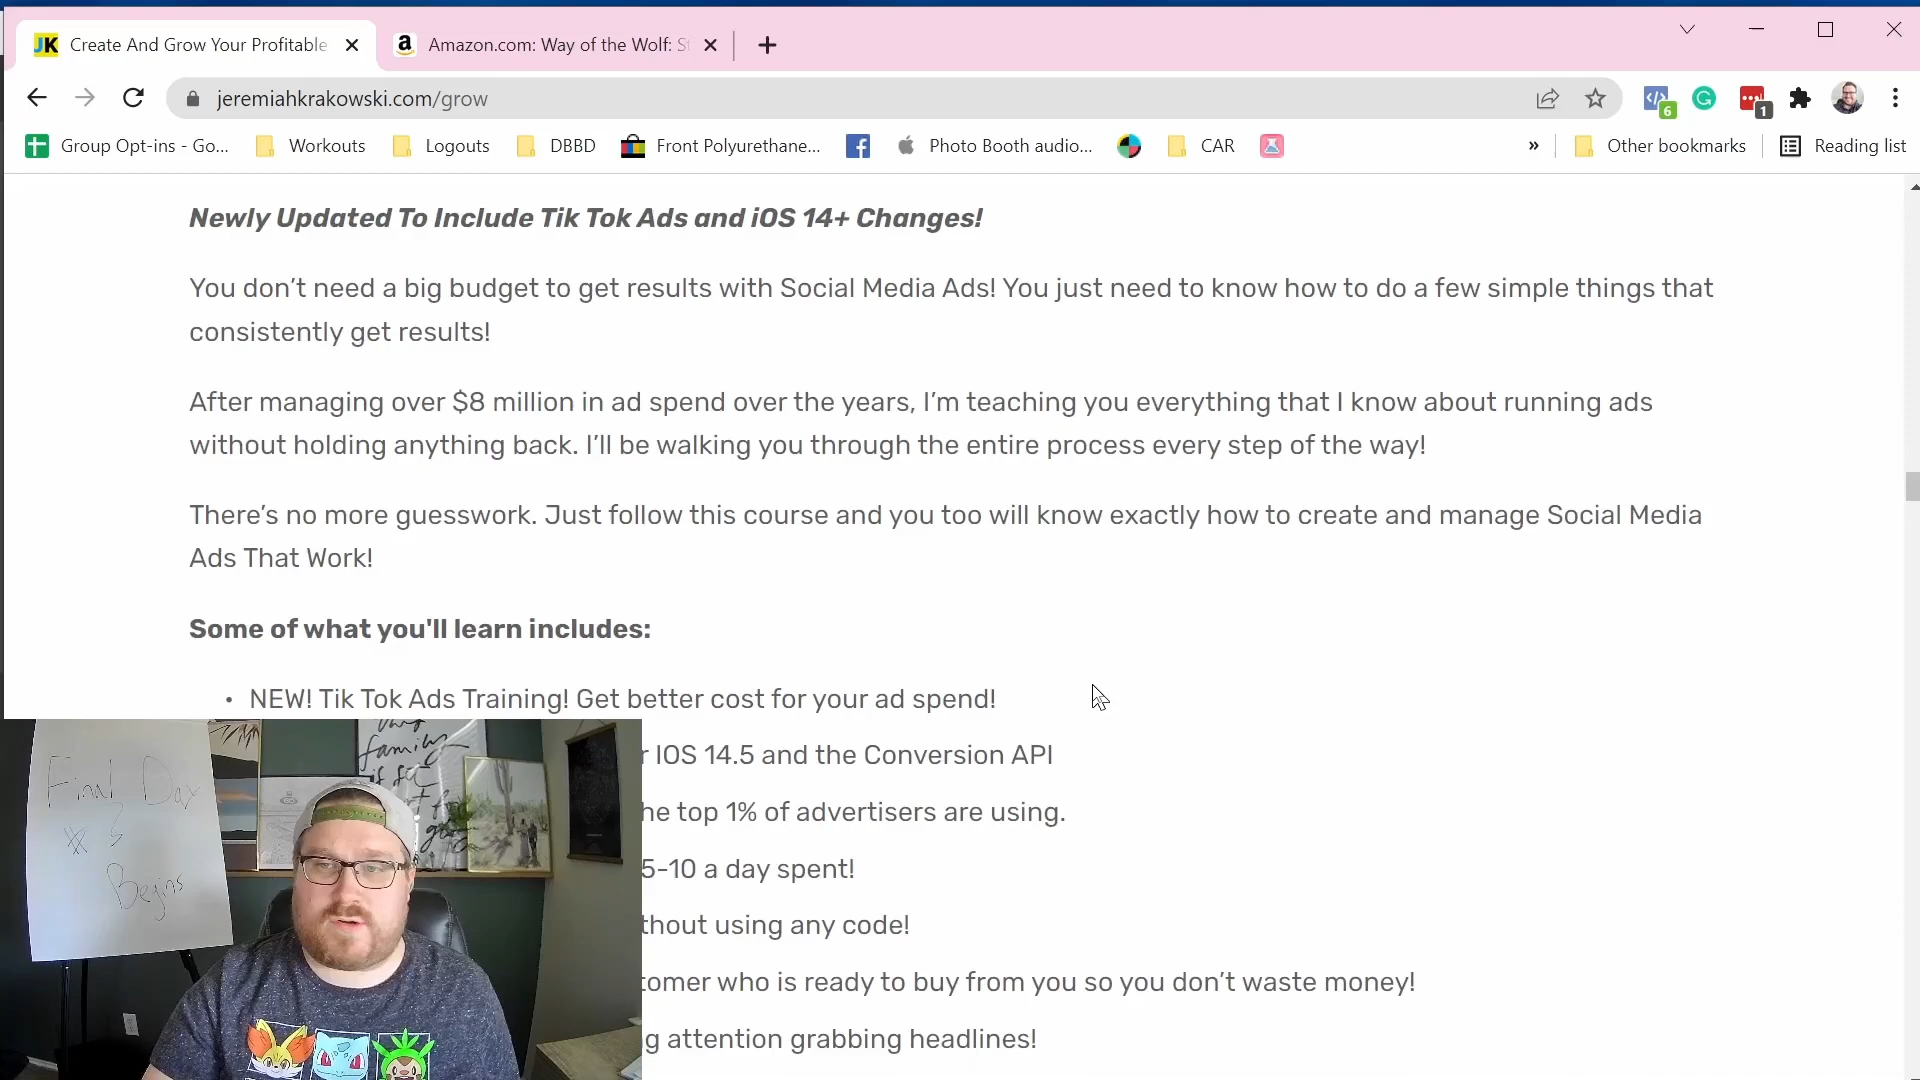 JK Create And Grow Your Profitable
a Amazon.com: Way of the Wolf: S
jeremiahkrakowski.com/grow
6
1
Group Opt-ins - Go...
Workouts
Logouts
DBBD
Front Polyurethane...
Photo Booth audio...
CAR
»
Other bookmarks
Reading list
Newly Updated To Include Tik Tok Ads and iOS 14+ Changes!
You don’t need a big budget to get results with Social Media Ads! You just need to know how to do a few simple things that
consistently get results!
After managing over $8 million in ad spend over the years, I’m teaching you everything that I know about running ads
without holding anything back. I’ll be walking you through the entire process every step of the way!
There’s no more guesswork. Just follow this course and you too will know exactly how to create and manage Social Media
Ads That Work!
Some of what you'll learn includes:
• NEW! Tik Tok Ads Training! Get better cost for your ad spend!
r IOS 14.5 and the Conversion API
he top 1% of advertisers are using.
5-10 a day spent!
thout using any code!
tomer who is ready to buy from you so you don’t waste money!
g attention grabbing headlines!
Final Day
Begins
family